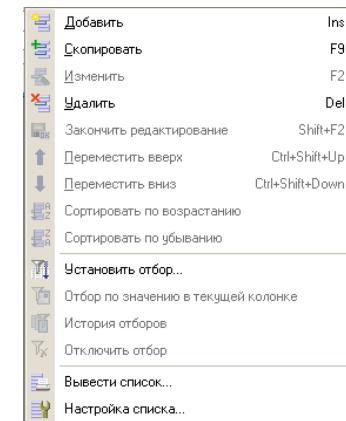 Добавить Ins
Скопировать F9
Изменить F2
Удалить Del
Закончить редактирование Shift+F2
Переместить вверх Ctrl+Shift+Up
Переместить вниз Ctrl+Shift+Down
Сортировать по возрастанию
Сортировать по убыванию
Установить отбор...
Отбор по значению в текущей колонке
История отборов
Отключить отбор
Вывести список...
Настройка списка...